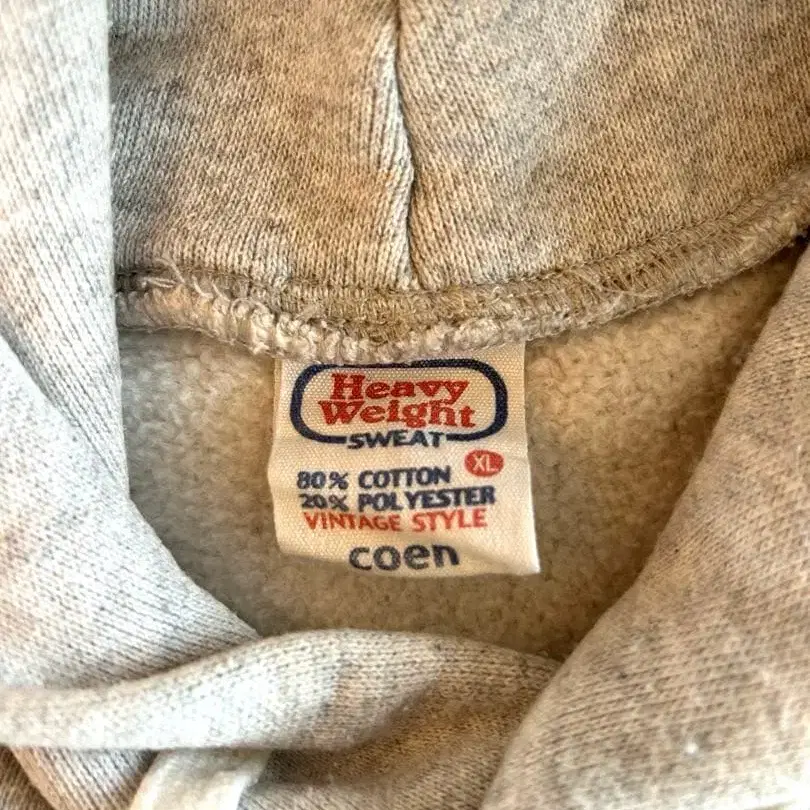 Heavy
Weight
SWEAT
XL
80% COTTON
20% POLYESTER
VINTAGE STYLE
coen